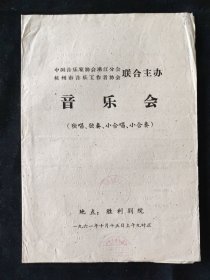 中国音乐家协会浙江分会
杭州市音乐工作者协会 联合主办
音乐会
(独唱、独奏、小合唱、小合奏)
地点：胜利剧院
一九六一年十月十五日上午九时正